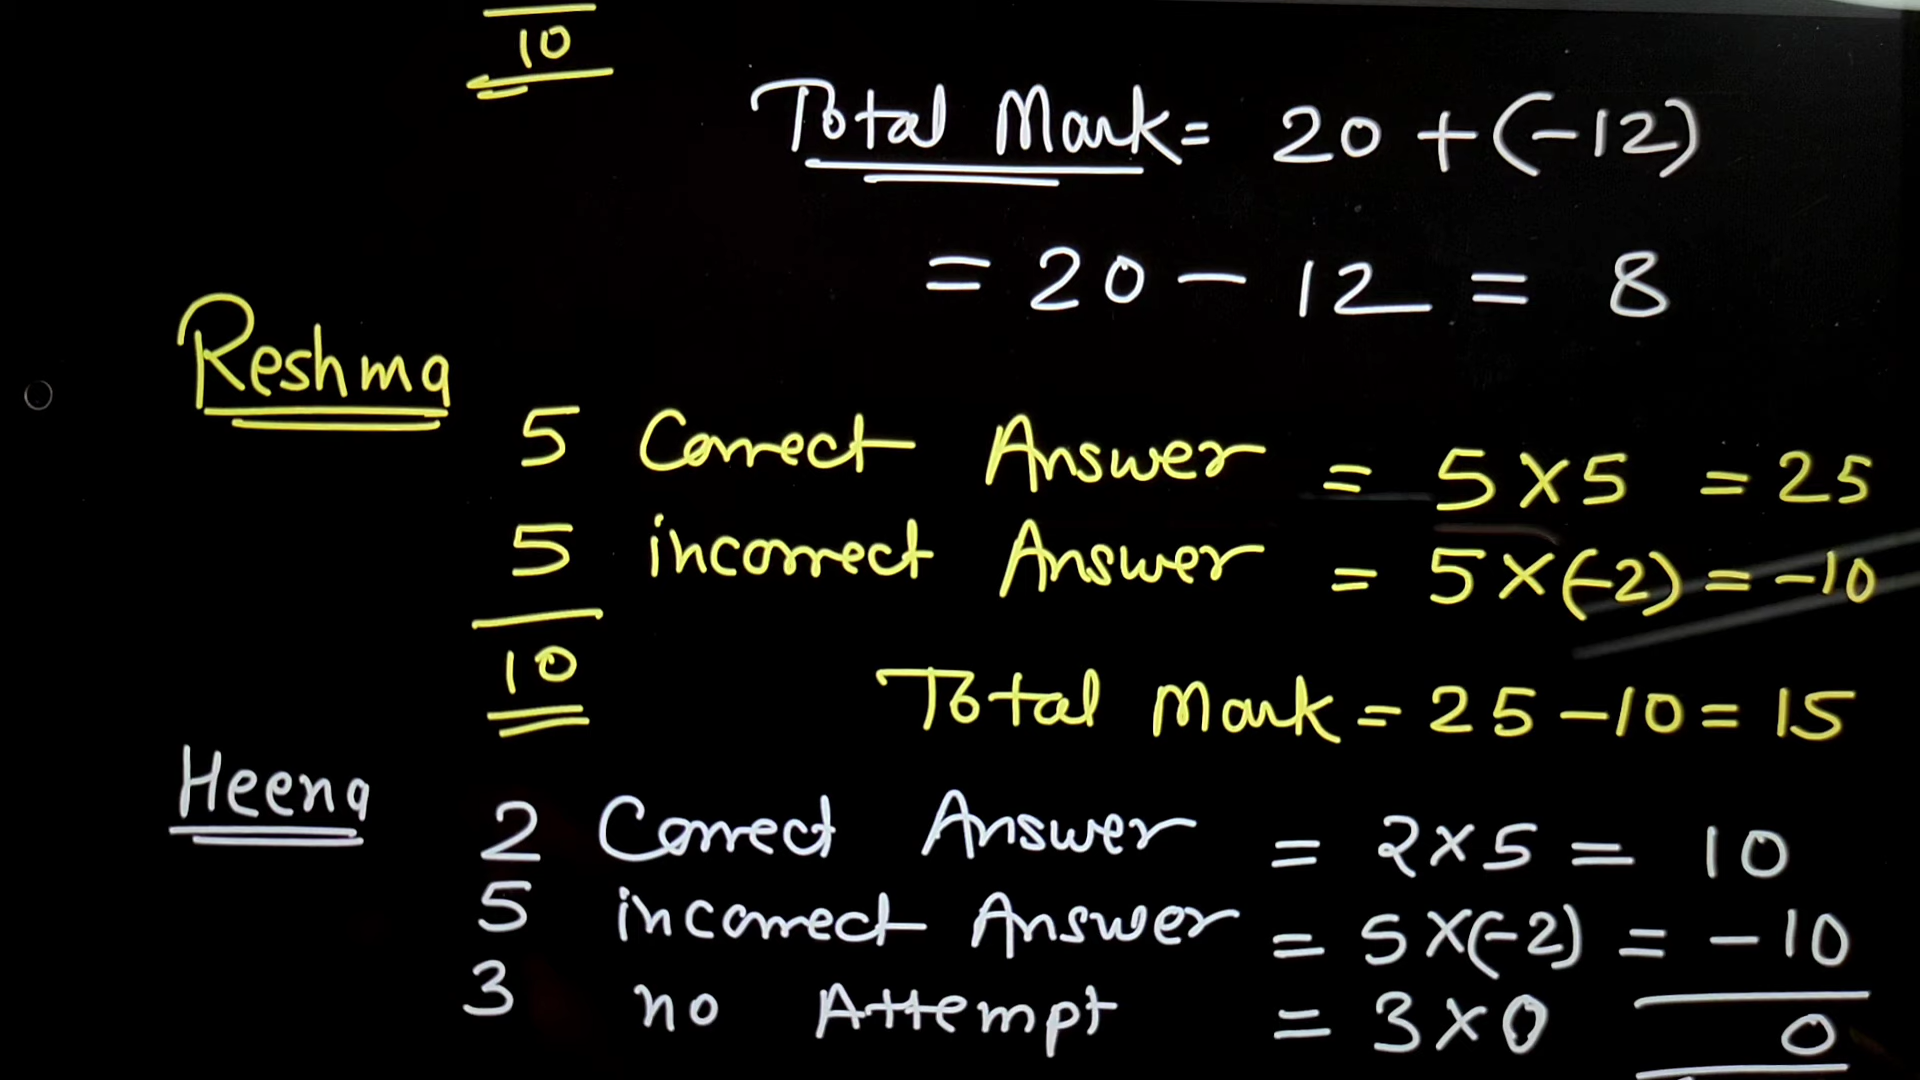 10
Total Mark = 20 + (-12)
= 20 - 12 = 8
Reshma
5 Correct Answer = 5 × 5 = 25
5 incorrect Answer = 5 × (-2) = -10
10
Total Mark = 25 - 10 = 15
Heena
2 Correct Answer = 2 × 5 = 10
5 incorrect Answer = 5 × (-2) = -10
3 no Attempt = 3 × 0 0